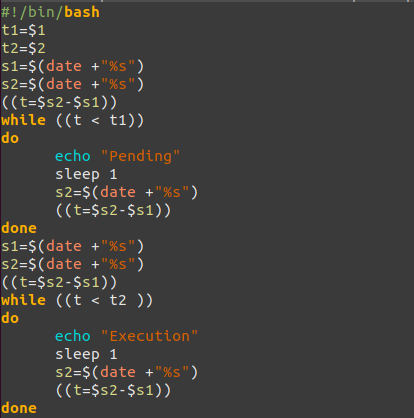 #!/bin/bash
t1=$1
t2=$2
s1=$(date +"%s")
s2=$(date +"%s")
((t=$s2-$s1))
while ((t < t1))
do
      echo "Pending"
      sleep 1
      s2=$(date +"%s")
      ((t=$s2-$s1))
done
s1=$(date +"%s")
s2=$(date +"%s")
((t=$s2-$s1))
while ((t < t2 ))
do
      echo "Execution"
      sleep 1
      s2=$(date +"%s")
      ((t=$s2-$s1))
done